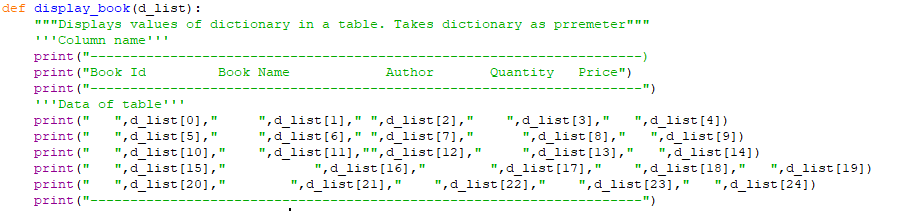 def display_book(d_list):
    """Displays values of dictionary in a table. Takes dictionary as prremeter"""
    '''Column name'''
    print("---------------------------------------------------------------------)
    print("Book Id         Book Name            Author       Quantity   Price")
    print("---------------------------------------------------------------------")
    '''Data of table'''
    print("   ",d_list[0],"     ",d_list[1]," ",d_list[2],"    ",d_list[3],"   ",d_list[4])
    print("   ",d_list[5],"     ",d_list[6]," ",d_list[7],"      ",d_list[8],"   ",d_list[9])
    print("   ",d_list[10],"    ",d_list[11],"",d_list[12],"     ",d_list[13],"   ",d_list[14])
    print("   ",d_list[15],"           ",d_list[16],"        ",d_list[17],"     ",d_list[18],"   ",d_list[19])
    print("   ",d_list[20],"        ",d_list[21],"    ",d_list[22],"    ",d_list[23],"   ",d_list[24])
    print("---------------------------------------------------------------------")